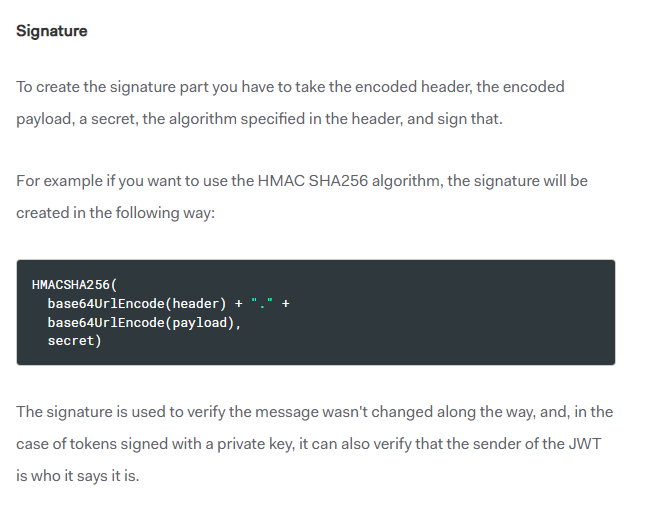 Signature
To create the signature part you have to take the encoded header, the encoded
payload, a secret, the algorithm specified in the header, and sign that.
For example if you want to use the HMAC SHA256 algorithm, the signature will be
created in the following way:
HMACSHA256(
  base64UrlEncode(header) + "." +
  base64UrlEncode(payload),
  secret)
The signature is used to verify the message wasn't changed along the way, and, in the
case of tokens signed with a private key, it can also verify that the sender of the JWT
is who it says it is.